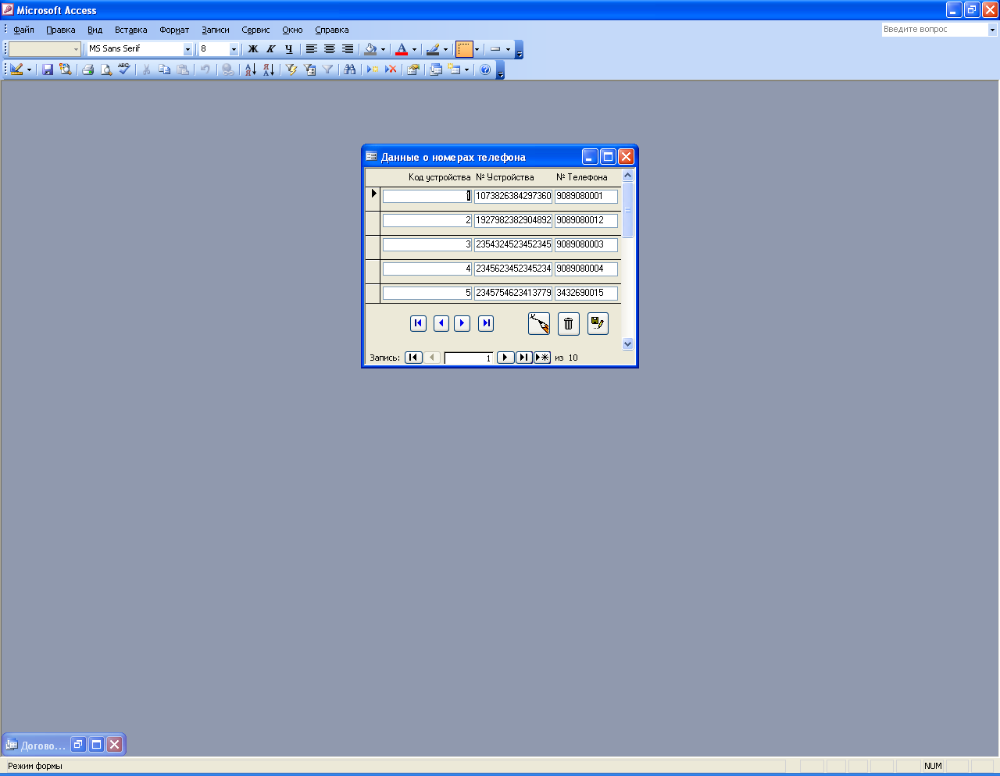 Microsoft Access
Файл Правка Вид Вставка Формат Записи Сервис Окно Справка Введите вопрос
MS Sans Serif 8 Ж К Ч
Данные о номерах телефона
Код устройства № Устройства № Телефона
1 1073826384297360 9089080001
2 1927982382904892 9089080012
3 2354324523452345 9089080003
4 2345623452345234 9089080004
5 2345754623413779 3432690015
Запись: 1 из 10
Догово...
Режим формы NUM